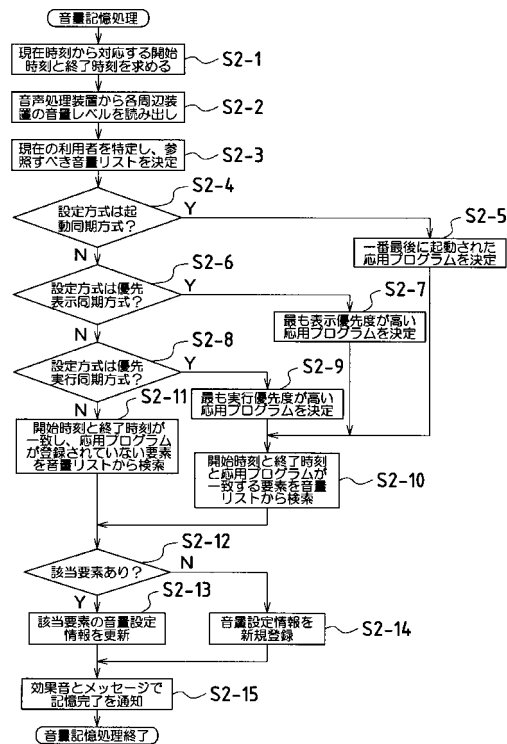 音量記憶処理
現在時刻から対応する開始
時刻と終了時刻を求める
S2-1
音声処理装置から各周辺装
置の音量レベルを読み出し
S2-2
現在の利用者を特定し、参
照すべき音量リストを決定
S2-3
S2-4
設定方式は起
動同期方式?
Y
N
S2-5
一番最後に起動された
応用プログラムを決定
S2-6
設定方式は優先
表示同期方式?
Y
N
S2-7
最も表示優先度が高い
応用プログラムを決定
S2-8
設定方式は優先
実行同期方式?
Y
N
S2-9
最も実行優先度が高い
応用プログラムを決定
S2-11
開始時刻と終了時刻が
一致し、応用プログラム
が登録されていない要素
を音量リストから検索
開始時刻と終了時刻
と応用プログラムが
一致する要素を音量
リストから検索
S2-10
S2-12
該当要素あり?
N
Y
S2-13
該当要素の音量設定
情報を更新
音量設定情報を
新規登録
S2-14
効果音とメッセージで
記憶完了を通知
S2-15
音量記憶処理終了